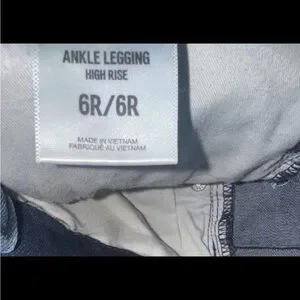 ANKLE LEGGING
HIGH RISE
6R/6R
MADE IN VIETNAM
FABRIQUÉ AU VIETNAM